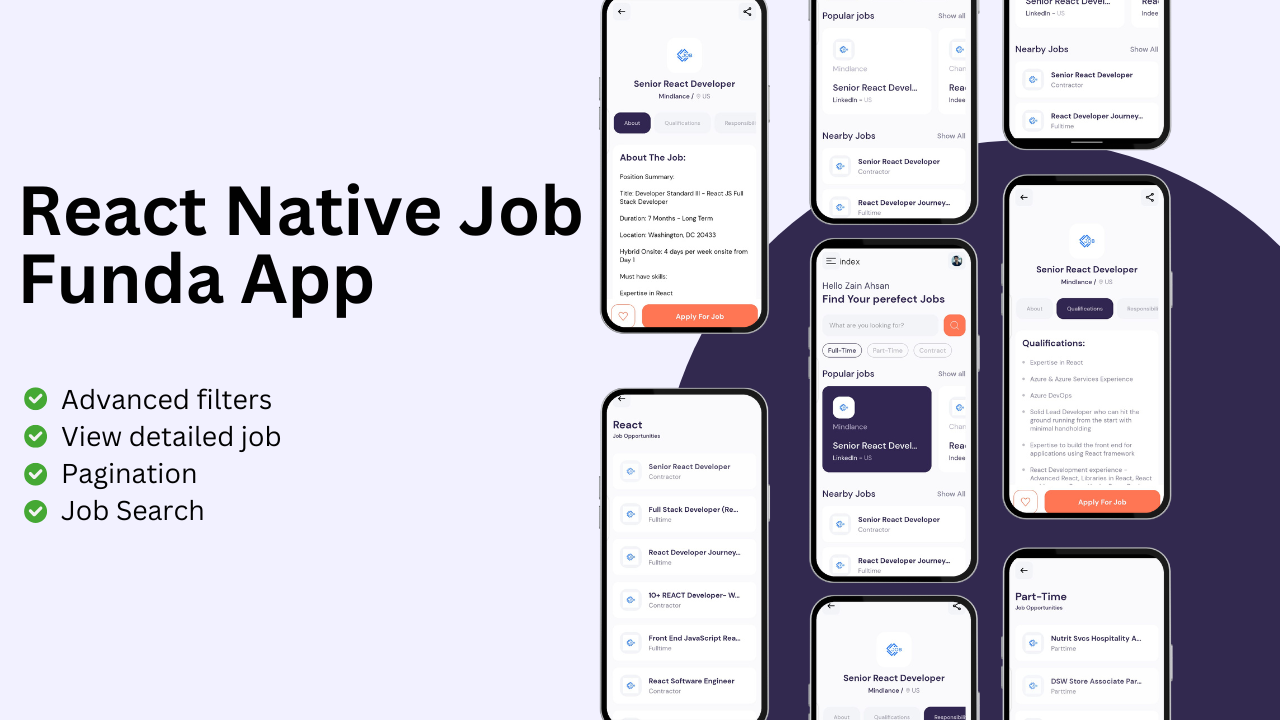 React Native Job
Funda App
Advanced filters
View detailed job
Pagination
Job Search
Senior React Developer
Mindlance / US
About
Qualifications
Responsibili
About The Job:
Position Summary:
Title: Developer Standard III - React JS Full
Stack Developer
Duration: 7 Months - Long Term
Location: Washington, DC 20433
Hybrid Onsite: 4 days per week onsite from
Day 1
Must have skills:
Expertise in React
Apply For Job
React
Job Opportunities
Senior React Developer
Contractor
Full Stack Developer (Re...
Fulltime
React Developer Journey...
Fulltime
10+ REACT Developer- W...
Contractor
Front End JavaScript Rea...
Fulltime
React Software Engineer
Contractor
Popular jobs
Show all
Mindlance
Chan
Senior React Devel...
Reac
LinkedIn - US
Indee
Nearby Jobs
Show All
Senior React Developer
Contractor
React Developer Journey...
Fulltime
index
Hello Zain Ahsan
Find Your perefect Jobs
What are you looking for?
Full-Time
Part-Time
Contract
Popular jobs
Show all
Mindlance
Chan
Senior React Devel...
Reac
LinkedIn - US
Indee
Nearby Jobs
Show All
Senior React Developer
Contractor
React Developer Journey...
Fulltime
Senior React Developer
Mindlance / US
About
Qualifications
Responsibili
Senior React Devel...
Reac
LinkedIn - US
Indee
Nearby Jobs
Show All
Senior React Developer
Contractor
React Developer Journey...
Fulltime
Senior React Developer
Mindlance / US
About
Qualifications
Responsibili
Qualifications:
Expertise in React
Azure & Azure Services Experience
Azure DevOps
Solid Lead Developer who can hit the
ground running from the start with
minimal handholding
Expertise to build the front end for
applications using React framework
React Development experience –
Advanced React, Libraries in React, React
Apply For Job
Part-Time
Job Opportunities
Nutrit Svcs Hospitality A...
Parttime
DSW Store Associate Par...
Parttime